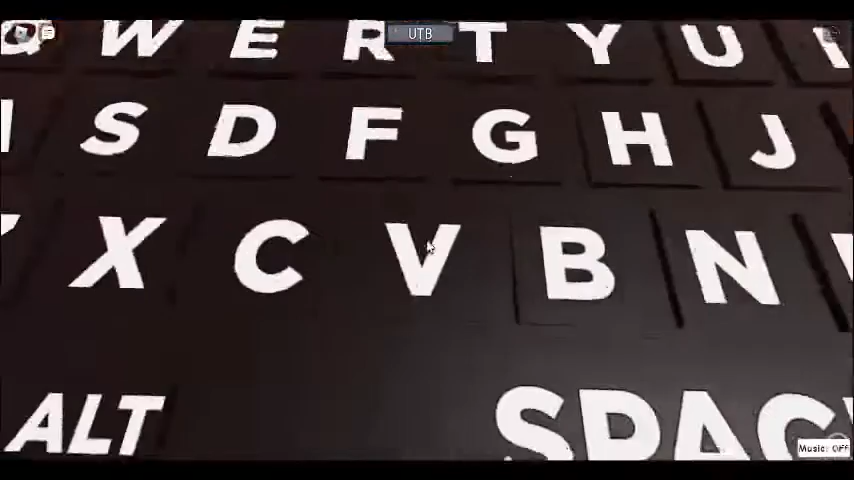 UTB
Q W E R T Y U I
S D F G H J
X C V B N
ALT SPAC
Music: Off